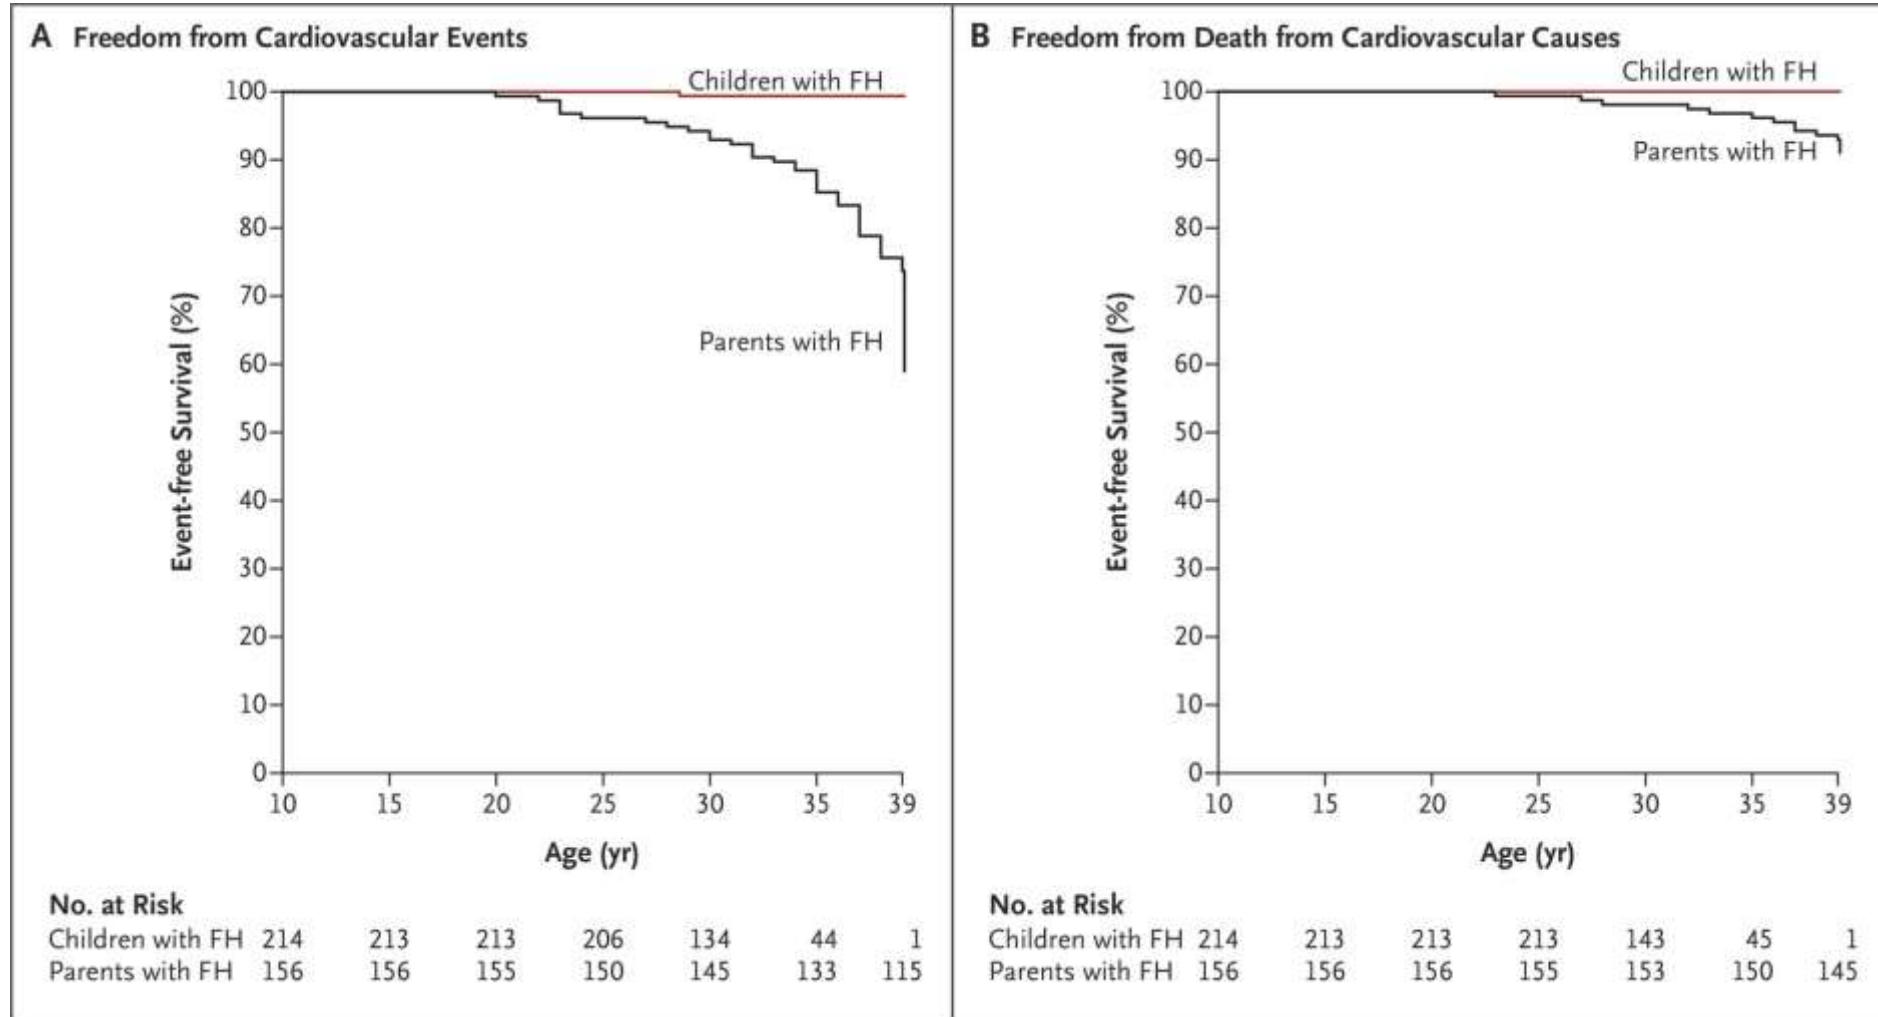 A Freedom from Cardiovascular Events
Children with FH
Parents with FH
100
90
80
70
60
50
40
30
20
10
0
Event-free Survival (%)
10 15 20 25 30 35 39
Age (yr)
No. at Risk
Children with FH 214 213 213 206 134 44 1
Parents with FH 156 156 155 150 145 133 115
B Freedom from Death from Cardiovascular Causes
Children with FH
Parents with FH
100
90
80
70
60
50
40
30
20
10
0
Event-free Survival (%)
10 15 20 25 30 35 39
Age (yr)
No. at Risk
Children with FH 214 213 213 213 143 45 1
Parents with FH 156 156 156 155 153 150 145